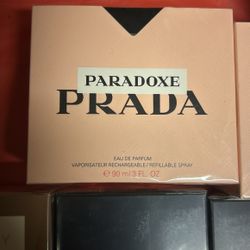 PARADOXE
PRADA
EAU DE PARFUM
VAPORISATEUR RECHARGEABLE / REFILLABLE SPRAY
℮ 90 ml / 3 FL. OZ